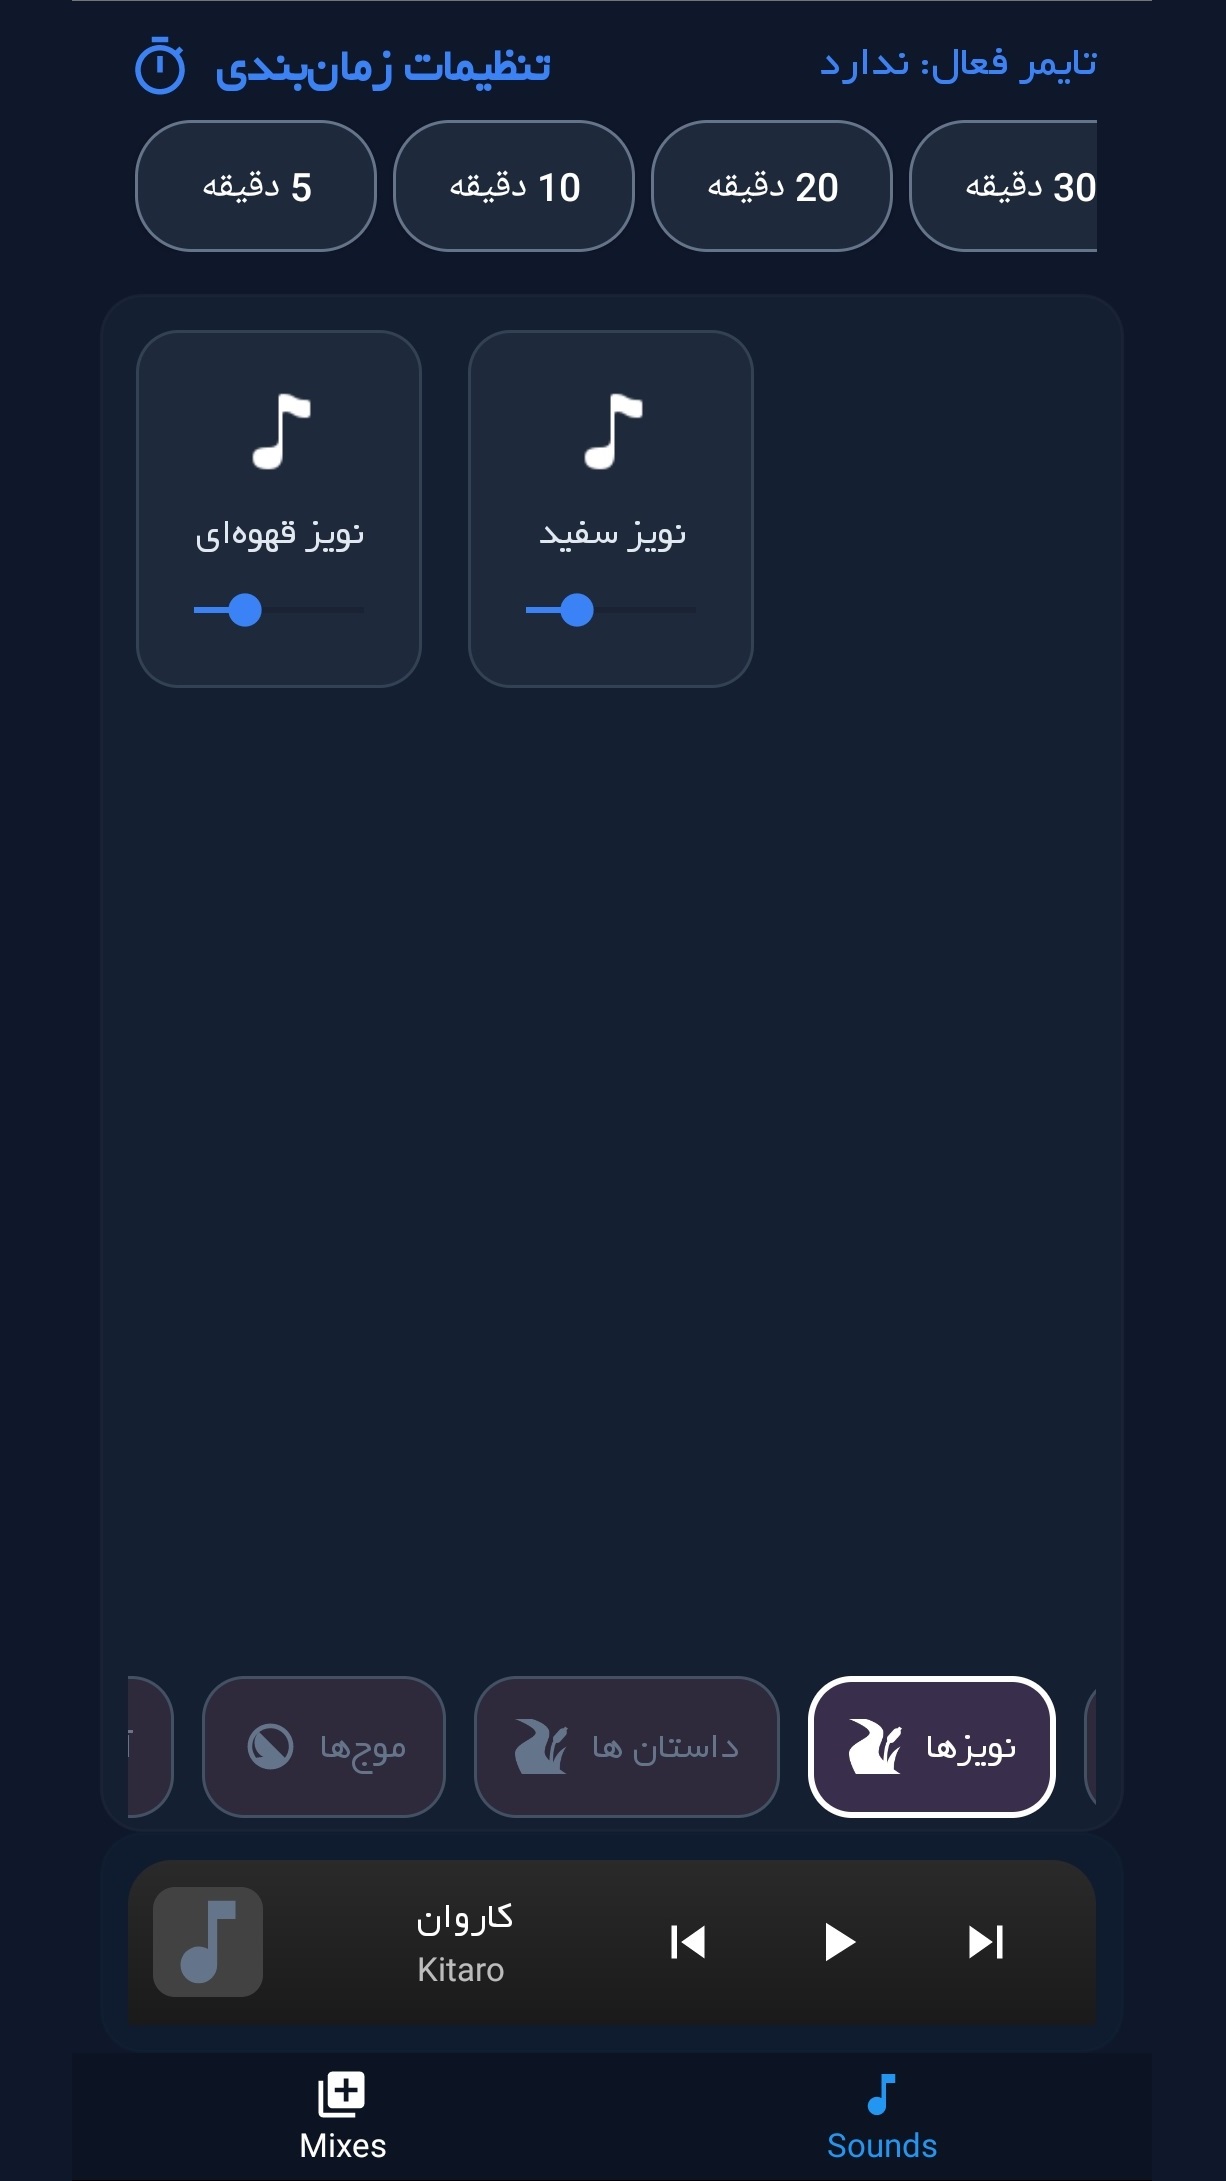 تنظیمات زمان‌بندی
تایمر فعال: ندارد
5 دقیقه
10 دقیقه
20 دقیقه
30 دقیقه
نویز قهوه‌ای
نویز سفید
موج‌ها
داستان ها
نویزها
کاروان
Kitaro
Mixes
Sounds